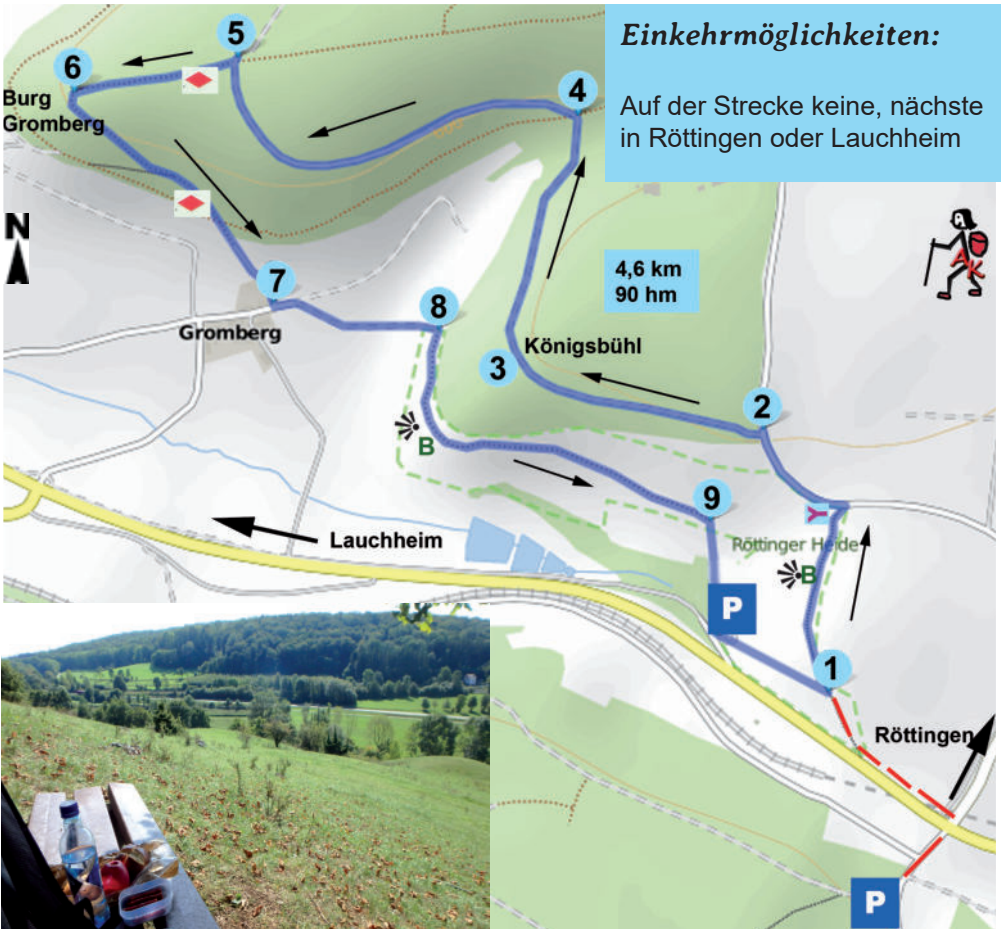 Einkehrmöglichkeiten:
Auf der Strecke keine, nächste
in Röttingen oder Lauchheim
5
6
4
Burg
Gromberg
N
A
AK
4,6 km
90 hm
7
8
Gromberg
Königsbühl
3
2
B
9
Lauchheim
Röttinger Heide
Y
B
P
1
Röttingen
P